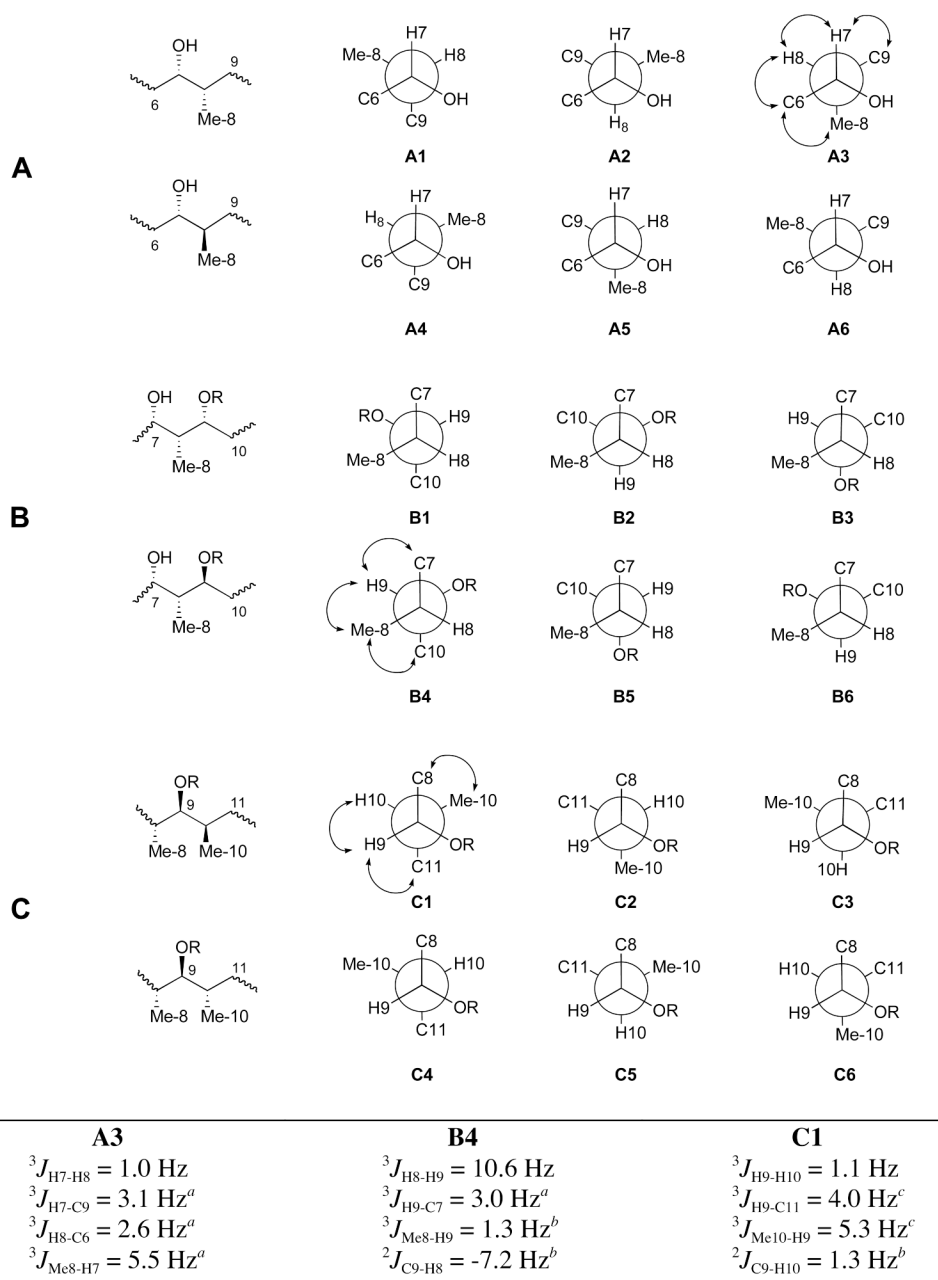 A
OH
9
6
Me-8
H7
Me-8
H8
C6
OH
C9
A1
H7
C9
Me-8
C6
OH
H₈
A2
H7
H8
C9
C6
OH
Me-8
A3
OH
9
6
Me-8
H7
H₈
Me-8
C6
OH
C9
A4
H7
C9
H8
C6
OH
Me-8
A5
H7
Me-8
C9
C6
OH
H8
A6
B
OH OR
7
10
Me-8
C7
RO
H9
Me-8
H8
C10
B1
C7
C10
OR
Me-8
H8
H9
B2
C7
H9
C10
Me-8
H8
OR
B3
OH OR
7
10
Me-8
C7
H9
OR
Me-8
H8
C10
B4
C7
C10
H9
Me-8
H8
OR
B5
C7
RO
C10
Me-8
H8
H9
B6
C
OR
9
11
Me-8 Me-10
C8
H10
Me-10
H9
OR
C11
C1
C8
C11
H10
H9
OR
Me-10
C2
C8
Me-10
C11
H9
OR
10H
C3
OR
9
11
Me-8 Me-10
C8
Me-10
H10
H9
OR
C11
C4
C8
C11
Me-10
H9
OR
H10
C5
C8
H10
C11
H9
OR
Me-10
C6
A3
³J H7-H8 = 1.0 Hz
³J H7-C9 = 3.1 Hzᵃ
³J H8-C6 = 2.6 Hzᵃ
³J Me8-H7 = 5.5 Hzᵃ
B4
³J H8-H9 = 10.6 Hz
³J H9-C7 = 3.0 Hzᵃ
³J Me8-H9 = 1.3 Hzᵇ
²J C9-H8 = -7.2 Hzᵇ
C1
³J H9-H10 = 1.1 Hz
³J H9-C11 = 4.0 Hzᶜ
³J Me10-H9 = 5.3 Hzᶜ
²J C9-H10 = 1.3 Hzᵇ